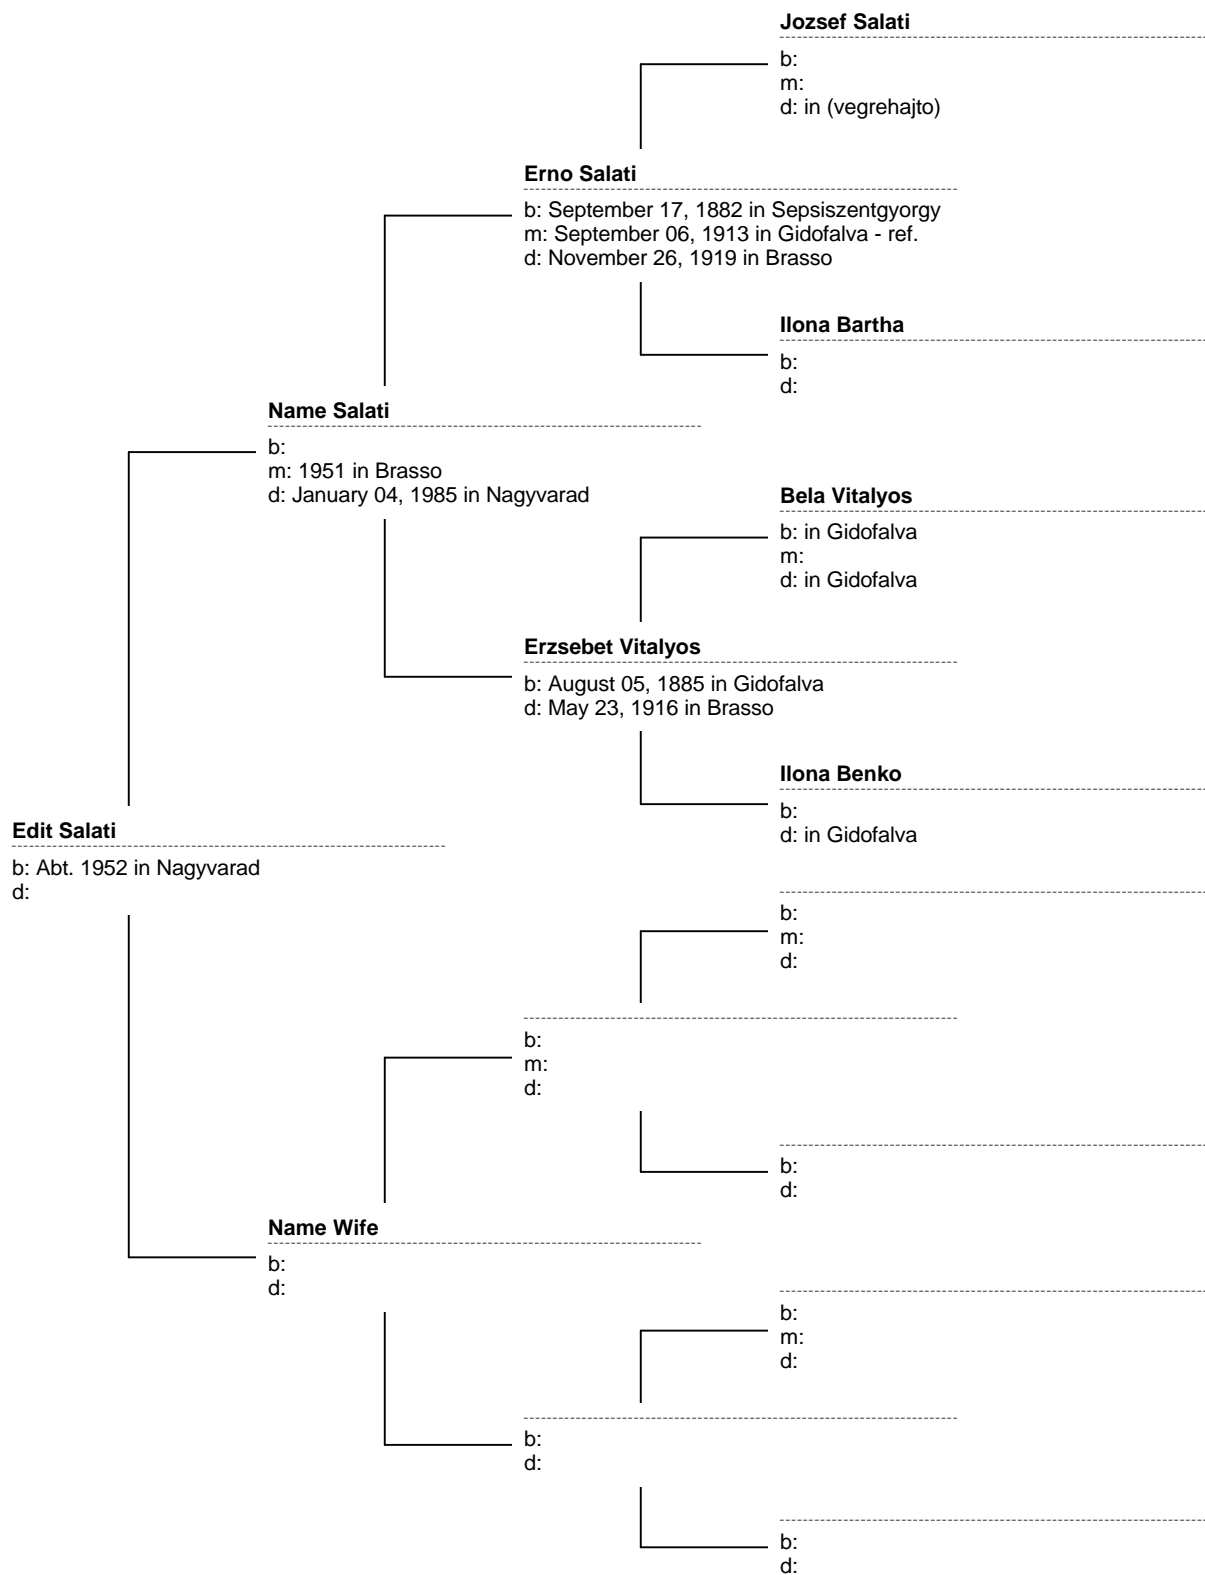 Jozsef Salati
b:
m:
d: in (vegrehajto)
Erno Salati
b: September 17, 1882 in Sepsiszentgyorgy
m: September 06, 1913 in Gidofalva - ref.
d: November 26, 1919 in Brasso
Ilona Bartha
b:
d:
Name Salati
b:
m: 1951 in Brasso
d: January 04, 1985 in Nagyvarad
Bela Vitalyos
b: in Gidofalva
m:
d: in Gidofalva
Erzsebet Vitalyos
b: August 05, 1885 in Gidofalva
d: May 23, 1916 in Brasso
Ilona Benko
b:
d: in Gidofalva
Edit Salati
b: Abt. 1952 in Nagyvarad
d:
b:
m:
d:
b:
m:
d:
b:
d:
Name Wife
b:
d:
b:
m:
d:
b:
d:
b:
d: